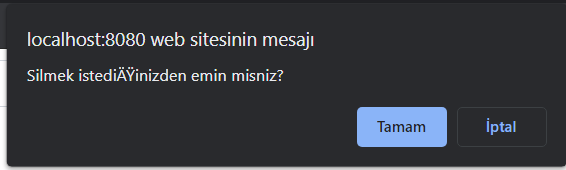 localhost:8080 web sitesinin mesajı
Silmek istediÄŸinizden emin misniz?
Tamam
İptal